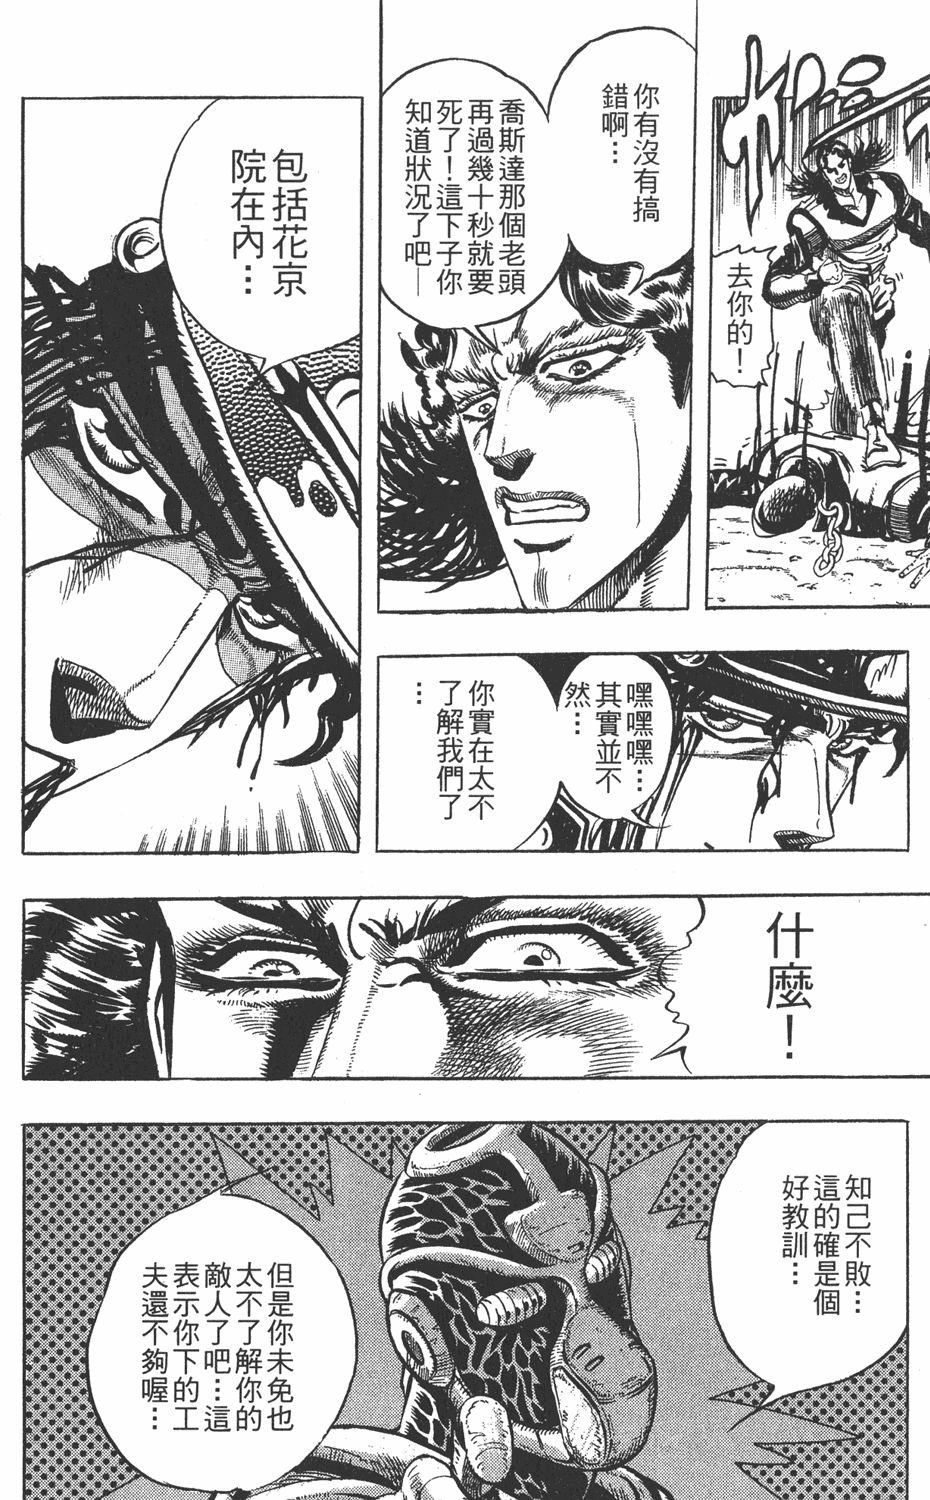 去你的！
你有沒有搞
錯啊…
喬斯達那個老頭
再過幾十秒就要
死了！這下子你
知道狀況了吧—
包括花京
院在內…
嘿嘿嘿…
其實並不
然…
你實在太不
了解我們了
…
什麼！
知己不敗…
這的確是個
好教訓…
但是你未免也
太不了解你的
敵人了吧…這
表示你下的工
夫還不夠喔…